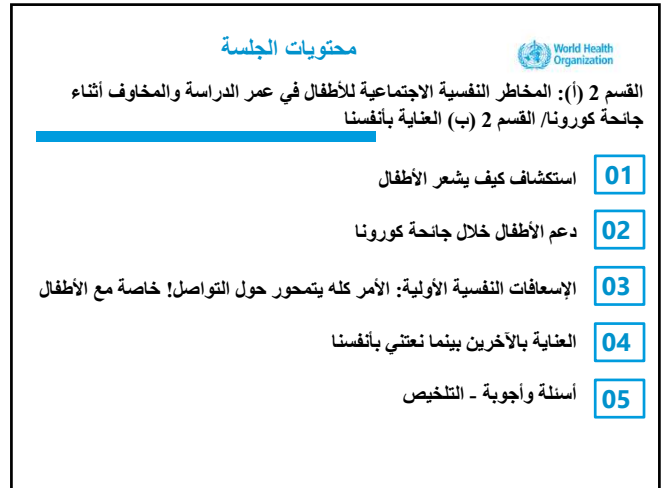 محتويات الجلسة
World Health
Organization
القسم 2 (أ): المخاطر النفسية الاجتماعية للأطفال في عمر الدراسة والمخاوف أثناء
جائحة كورونا/ القسم 2 (ب) العناية بأنفسنا
01 استكشاف كيف يشعر الأطفال
02 دعم الأطفال خلال جائحة كورونا
03 الإسعافات النفسية الأولية: الأمر كله يتمحور حول التواصل! خاصة مع الأطفال
04 العناية بالآخرين بينما نعتني بأنفسنا
05 أسئلة وأجوبة - التلخيص